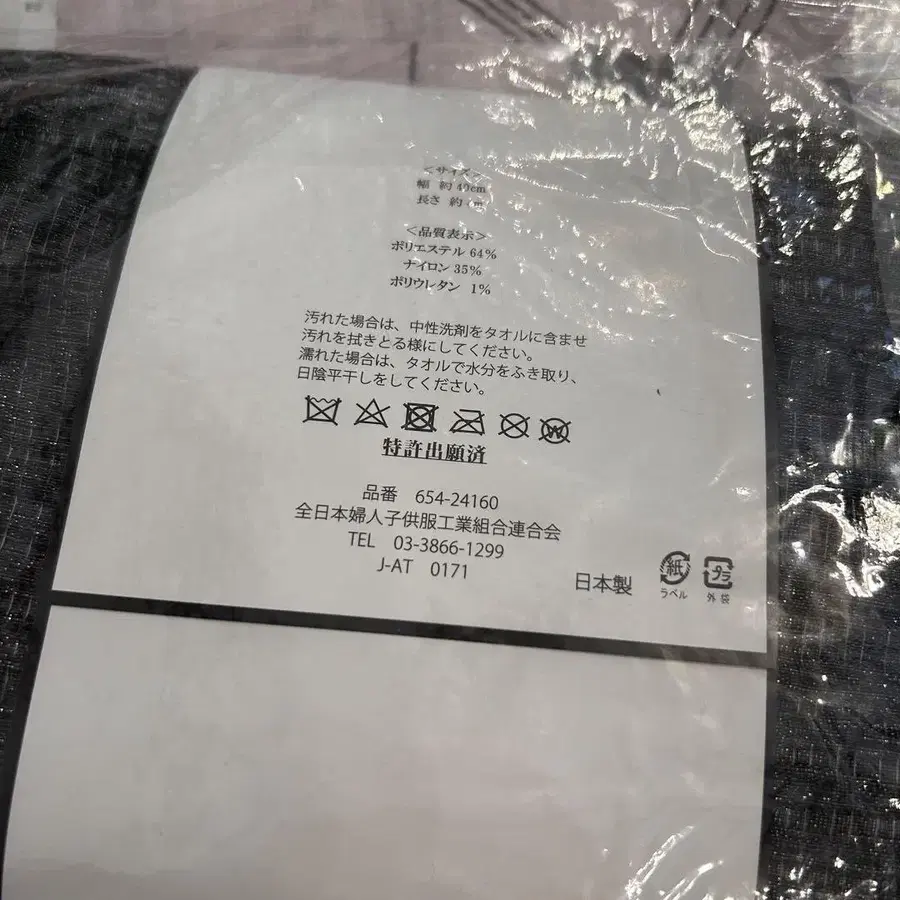 <サイズ>
幅 約40cm
長さ 約
<品質表示>
ポリエステル 64%
ナイロン 35%
ポリウレタン 1%
汚れた場合は、中性洗剤をタオルに含ませ
汚れを拭きとる様にしてください。
濡れた場合は、タオルで水分をふき取り、
日陰平干しをしてください。
特許出願済
品番 654-24160
全日本婦人子供服工業組合連合会
TEL 03-3866-1299
J-AT 0171
日本製
紙
ラベル
プラ
外袋